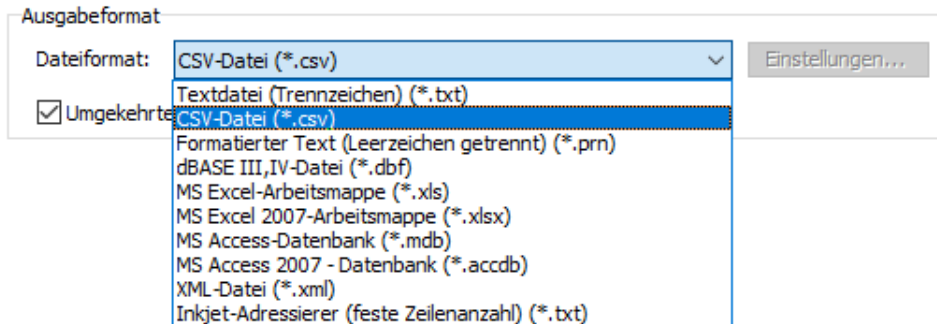 Ausgabeformat
Dateiformat: CSV-Datei (*.csv) Einstellungen...
Umgekehrte
Textdatei (Trennzeichen) (*.txt)
CSV-Datei (*.csv)
Formatierter Text (Leerzeichen getrennt) (*.prn)
dBASE III,IV-Datei (*.dbf)
MS Excel-Arbeitsmappe (*.xls)
MS Excel 2007-Arbeitsmappe (*.xlsx)
MS Access-Datenbank (*.mdb)
MS Access 2007 - Datenbank (*.accdb)
XML-Datei (*.xml)
Inkjet-Adressierer (feste Zeilenanzahl) (*.txt)